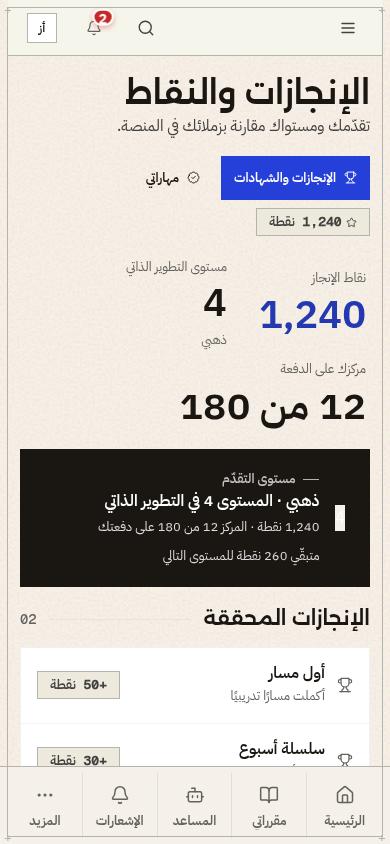 أز
2
الإنجازات والنقاط
تقدّمك ومستواك مقارنة بزملائك في المنصة.
الإنجازات والشهادات
مهاراتي
1,240 نقطة
نقاط الإنجاز
1,240
مستوى التطوير الذاتي
4
ذهبي
مركزك على الدفعة
12 من 180
مستوى التقدّم
ذهبي · المستوى 4 في التطوير الذاتي
1,240 نقطة · المركز 12 من 180 على دفعتك
متبقّي 260 نقطة للمستوى التالي
الإنجازات المحققة
02
أول مسار
أكملت مسارًا تدريبيًا
+50 نقطة
سلسلة أسبوع
+30 نقطة
الرئيسية
مقرراتي
المساعد
الإشعارات
المزيد